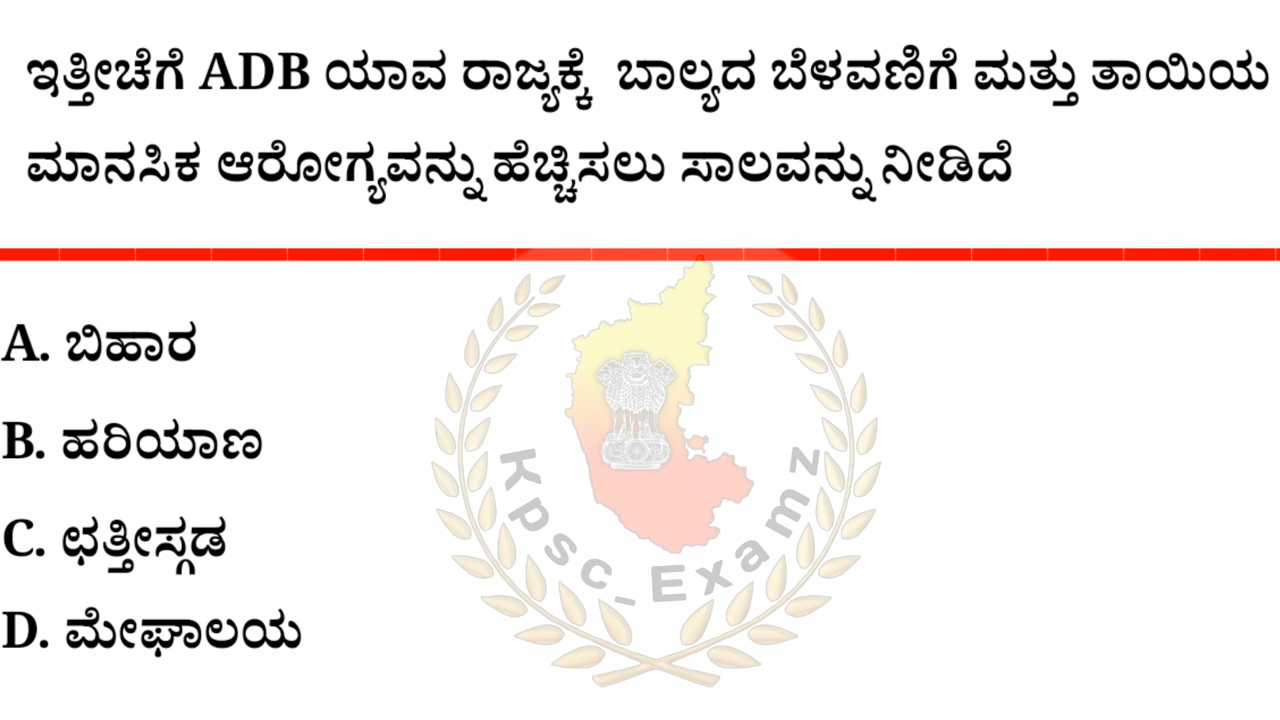 ಇತ್ತೀಚೆಗೆ ADB ಯಾವ ರಾಜ್ಯಕ್ಕೆ ಬಾಲ್ಯದ ಬೆಳವಣಿಗೆ ಮತ್ತು ತಾಯಿಯ
ಮಾನಸಿಕ ಆರೋಗ್ಯವನ್ನು ಹೆಚ್ಚಿಸಲು ಸಾಲವನ್ನು ನೀಡಿದೆ
A. ಬಿಹಾರ
B. ಹರಿಯಾಣ
C. ಛತ್ತೀಸ್ಗಡ
D. ಮೇಘಾಲಯ
Kpsc_Examz